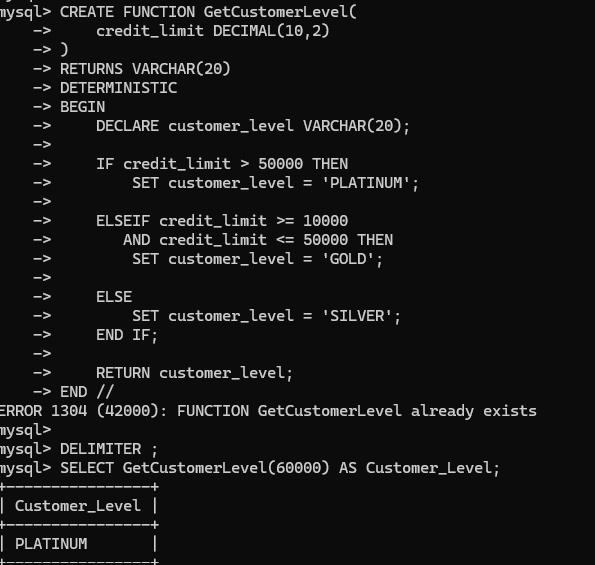 mysql> CREATE FUNCTION GetCustomerLevel(
    ->     credit_limit DECIMAL(10,2)
    -> )
    -> RETURNS VARCHAR(20)
    -> DETERMINISTIC
    -> BEGIN
    ->     DECLARE customer_level VARCHAR(20);
    ->
    ->     IF credit_limit > 50000 THEN
    ->         SET customer_level = 'PLATINUM';
    ->
    ->     ELSEIF credit_limit >= 10000
    ->        AND credit_limit <= 50000 THEN
    ->         SET customer_level = 'GOLD';
    ->
    ->     ELSE
    ->         SET customer_level = 'SILVER';
    ->     END IF;
    ->
    ->     RETURN customer_level;
    -> END //
ERROR 1304 (42000): FUNCTION GetCustomerLevel already exists
mysql>
mysql> DELIMITER ;
mysql> SELECT GetCustomerLevel(60000) AS Customer_Level;
+----------------+
| Customer_Level |
+----------------+
| PLATINUM       |
+----------------+